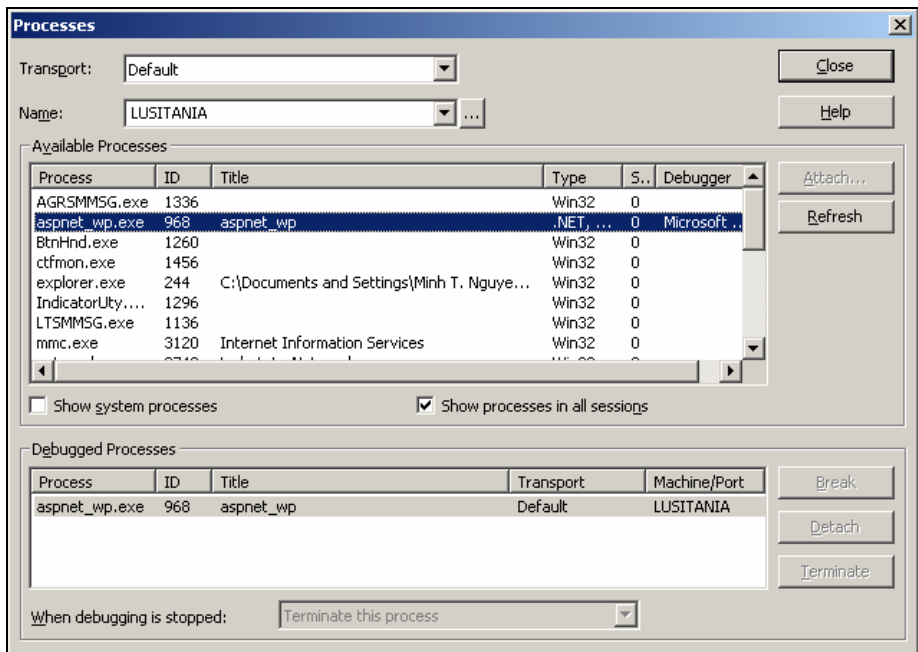 Processes
Transport: Default Close
Name: LUSITANIA ... Help
Available Processes
Process ID Title Type S.. Debugger Attach...
AGRSMMSG.exe 1336 Win32 0
aspnet_wp.exe 968 aspnet_wp .NET, ... 0 Microsoft .. Refresh
BtnHnd.exe 1260 Win32 0
ctfmon.exe 1456 Win32 0
explorer.exe 244 C:\Documents and Settings\Minh T. Nguye... Win32 0
IndicatorUty.... 1296 Win32 0
LTSMMSG.exe 1136 Win32 0
mmc.exe 3120 Internet Information Services Win32 0
Show system processes Show processes in all sessions
Debugged Processes
Process ID Title Transport Machine/Port Break
aspnet_wp.exe 968 aspnet_wp Default LUSITANIA
Detach
Terminate
When debugging is stopped: Terminate this process